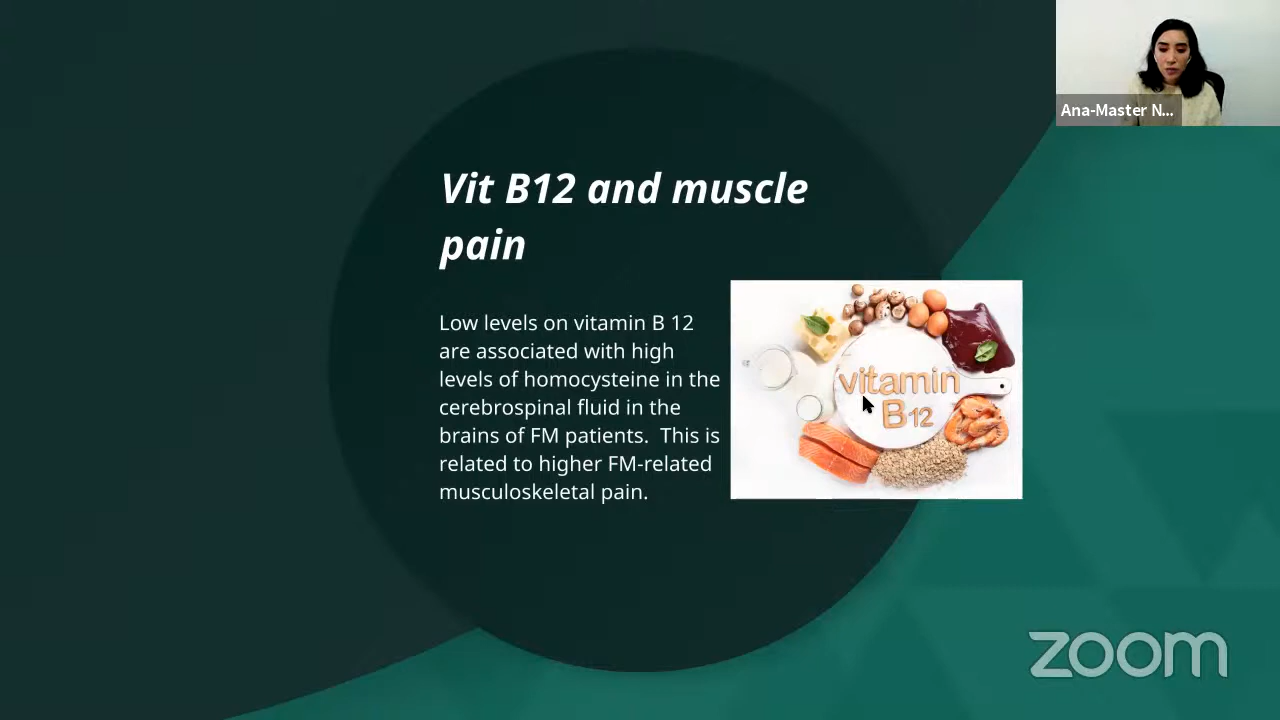 Ana-Master N...
Vit B12 and muscle
pain
Low levels on vitamin B 12
are associated with high
levels of homocysteine in the
cerebrospinal fluid in the
brains of FM patients.  This is
related to higher FM-related
musculoskeletal pain.
vitamin
B12
zoom